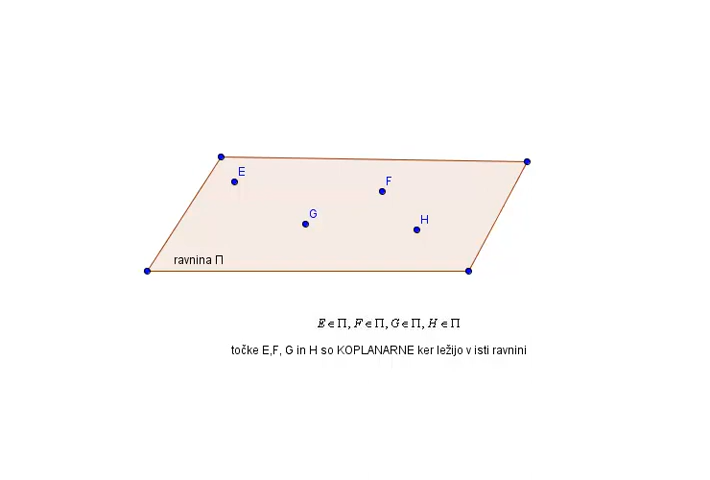 E
F
G
H
ravnina Π
E ∈ Π, F ∈ Π, G ∈ Π, H ∈ Π
točke E,F, G in H so KOPLANARNE ker ležijo v isti ravnini